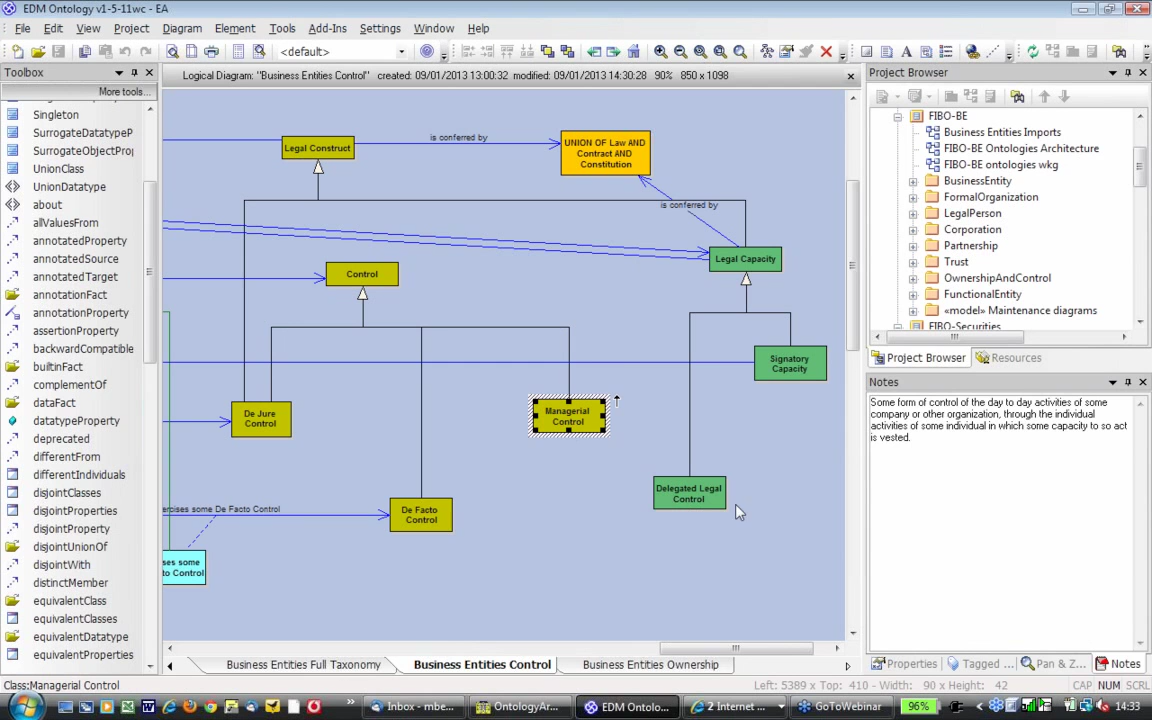 EDM Ontology v1-5-11wc - EA
File Edit View Project Diagram Element Tools Add-Ins Settings Window Help
<default>
Toolbox
More tools...
Singleton
SurrogateDatatypeP
SurrogateObjectProp
UnionClass
UnionDatatype
about
allValuesFrom
annotatedProperty
annotatedSource
annotatedTarget
annotationFact
annotationProperty
assertionProperty
backwardCompatible
builtinFact
complementOf
dataFact
datatypeProperty
deprecated
differentFrom
differentIndividuals
disjointClasses
disjointProperties
disjointProperty
disjointUnionOf
disjointWith
distinctMember
equivalentClass
equivalentClasses
equivalentDatatype
equivalentProperties
Logical Diagram: "Business Entities Control" created: 09/01/2013 13:00:32 modified: 09/01/2013 14:30:28 90% 850 x 1098
Legal Construct
is conferred by
UNION OF Law AND
Contract AND
Constitution
is conferred by
Legal Capacity
Control
Signatory
Capacity
De Jure
Control
Managerial
Control
Delegated Legal
Control
ercises some De Facto Control
De Facto
Control
ses some
to Control
Business Entities Full Taxonomy
Business Entities Control
Business Entities Ownership
Project Browser
FIBO-BE
Business Entities Imports
FIBO-BE Ontologies Architecture
FIBO-BE ontologies wkg
BusinessEntity
FormalOrganization
LegalPerson
Corporation
Partnership
Trust
OwnershipAndControl
FunctionalEntity
«model» Maintenance diagrams
FIBO-Securities
Project Browser Resources
Notes
Some form of control of the day to day activities of some
company or other organization, through the individual
activities of some individual in which some capacity to so act
is vested.
Properties Tagged ... Pan & Z... Notes
Class:Managerial Control
Left: 5389 x Top: 410 - Width: 90 x Height: 42 CAP NUM SCRL
Inbox - mbe... OntologyAr... EDM Ontolo... 2 Internet ... GoToWebinar 96% 14:33